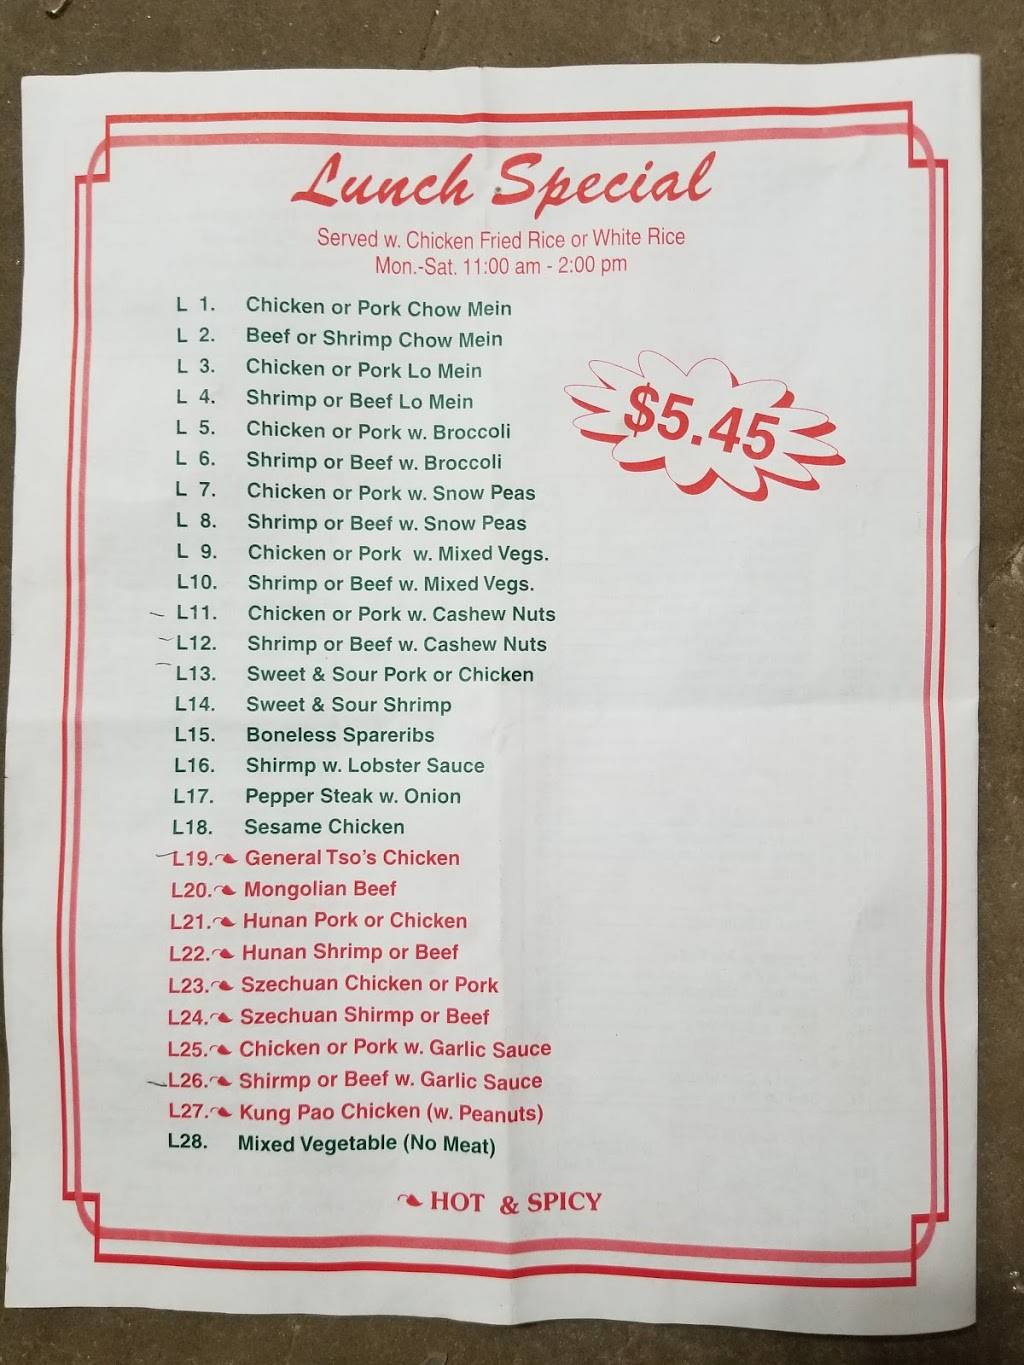 Lunch Special
Served w. Chicken Fried Rice or White Rice
Mon.-Sat. 11:00 am - 2:00 pm
L 1. Chicken or Pork Chow Mein
L 2. Beef or Shrimp Chow Mein
L 3. Chicken or Pork Lo Mein
L 4. Shrimp or Beef Lo Mein
L 5. Chicken or Pork w. Broccoli
L 6. Shrimp or Beef w. Broccoli
L 7. Chicken or Pork w. Snow Peas
L 8. Shrimp or Beef w. Snow Peas
L 9. Chicken or Pork w. Mixed Vegs.
L10. Shrimp or Beef w. Mixed Vegs.
L11. Chicken or Pork w. Cashew Nuts
L12. Shrimp or Beef w. Cashew Nuts
L13. Sweet & Sour Pork or Chicken
L14. Sweet & Sour Shrimp
L15. Boneless Spareribs
L16. Shirmp w. Lobster Sauce
L17. Pepper Steak w. Onion
L18. Sesame Chicken
L19. General Tso's Chicken
L20. Mongolian Beef
L21. Hunan Pork or Chicken
L22. Hunan Shrimp or Beef
L23. Szechuan Chicken or Pork
L24. Szechuan Shirmp or Beef
L25. Chicken or Pork w. Garlic Sauce
L26. Shirmp or Beef w. Garlic Sauce
L27. Kung Pao Chicken (w. Peanuts)
L28. Mixed Vegetable (No Meat)
$5.45
HOT & SPICY